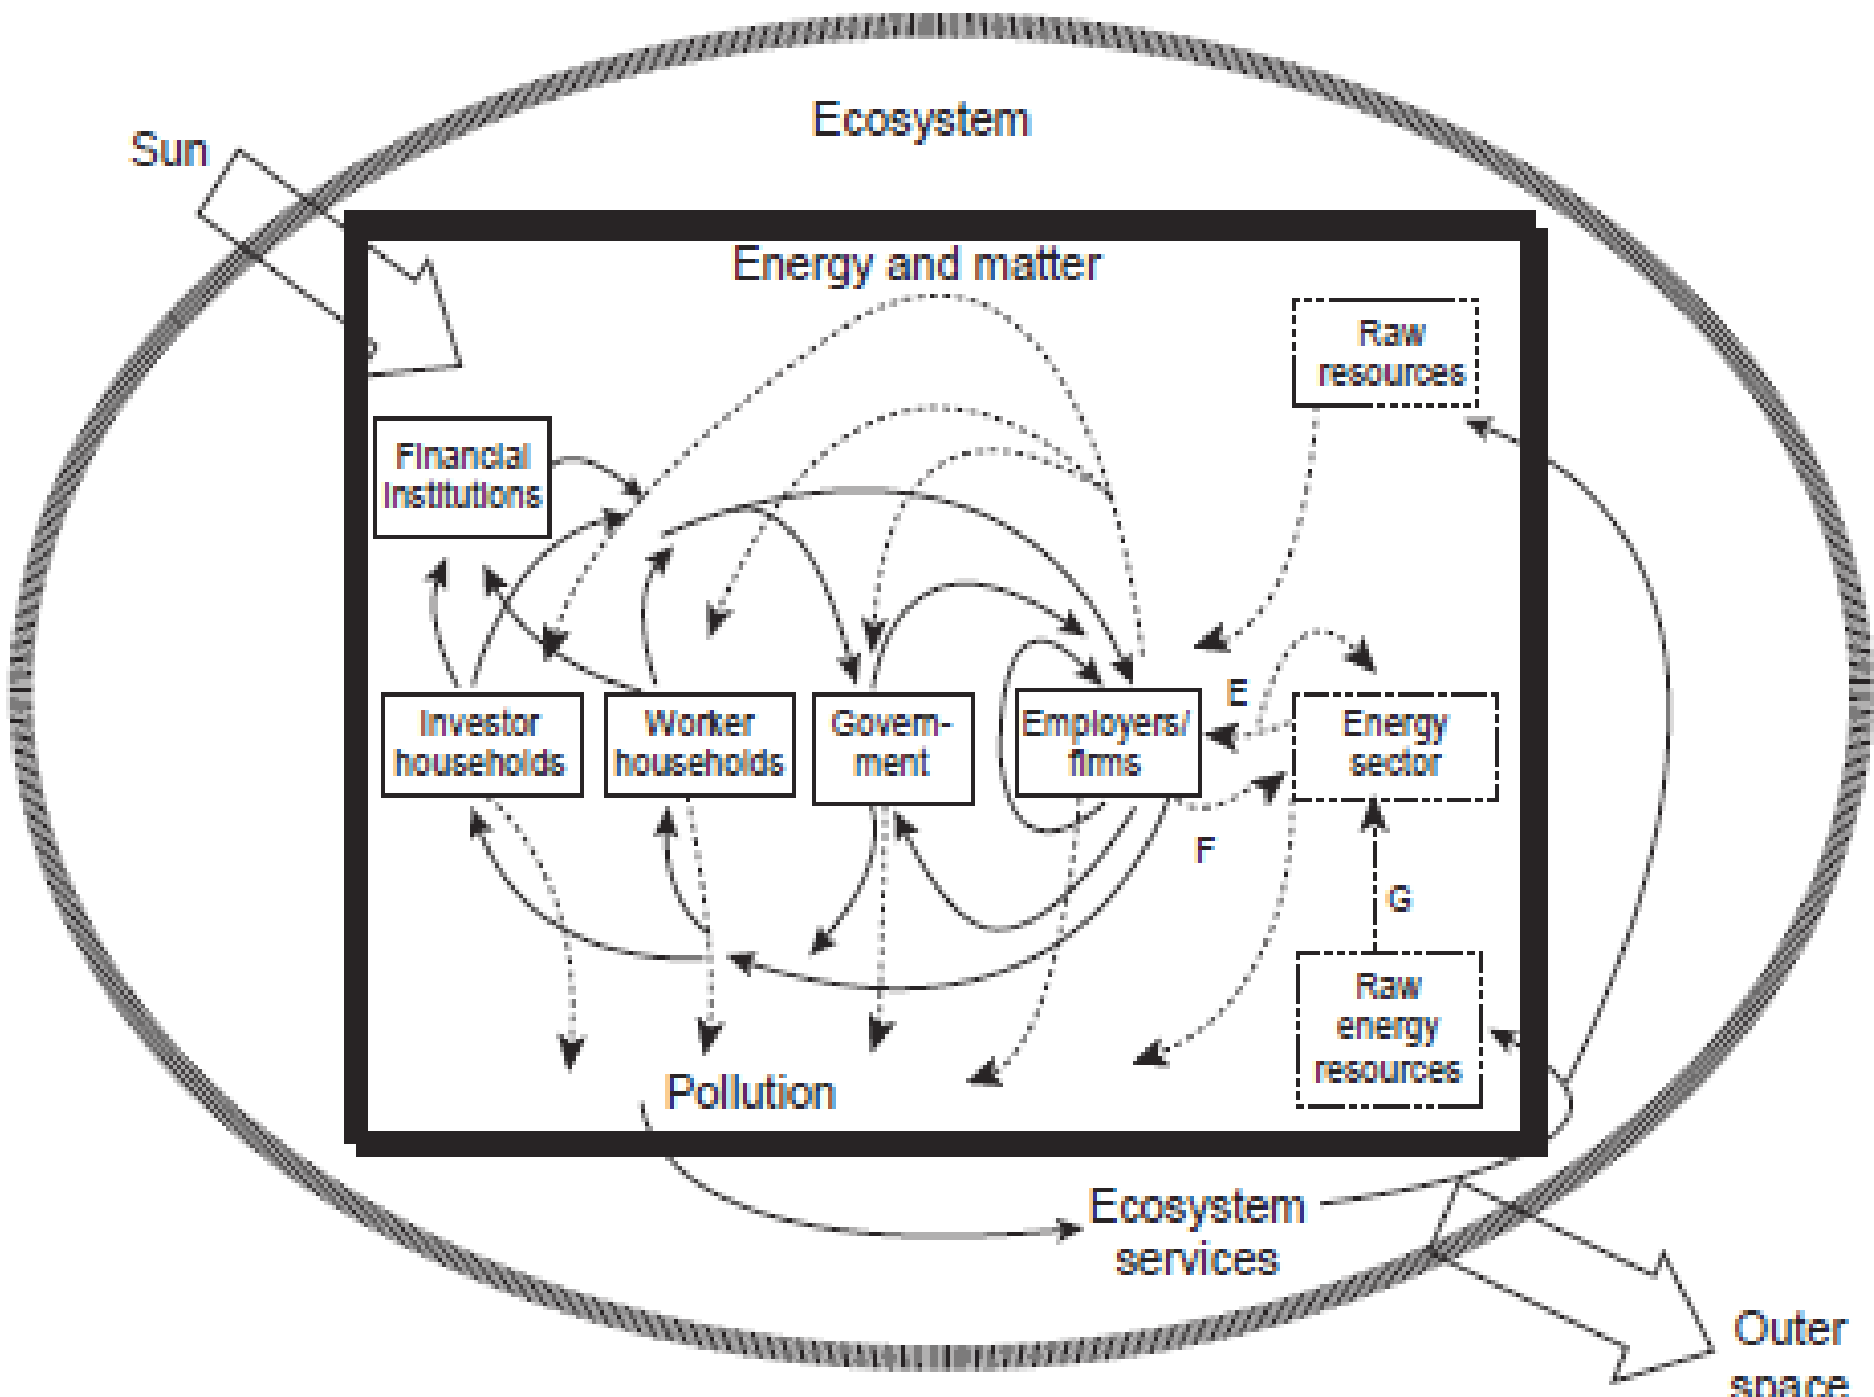 Ecosystem
Sun
Energy and matter
Raw
resources
Financial
institutions
E
Investor
households
Worker
households
Govern-
ment
Employers/
firms
Energy
sector
F
G
Raw
energy
resources
Pollution
Ecosystem
services
Outer
space